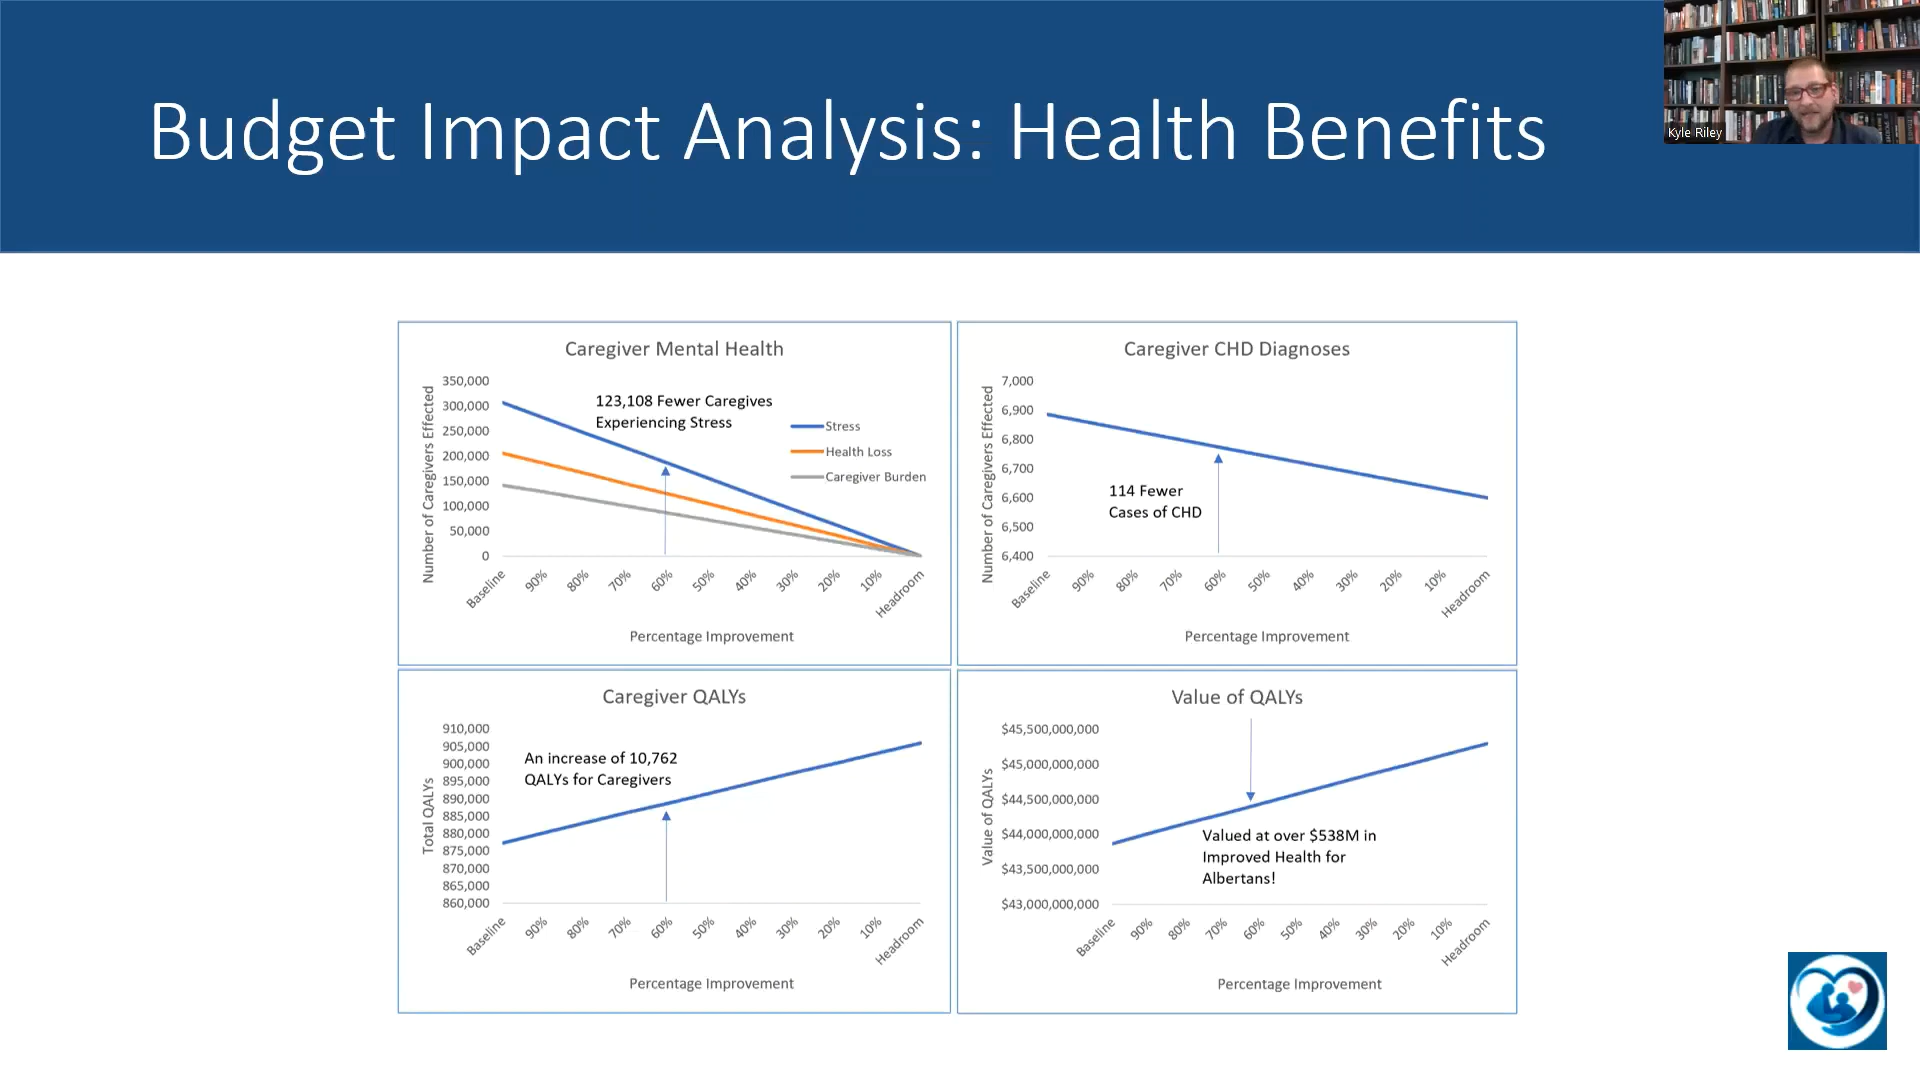 Budget Impact Analysis: Health Benefits
Kyle Riley
Caregiver Mental Health
Number of Caregivers Effected
350,000
300,000
250,000
200,000
150,000
100,000
50,000
0
123,108 Fewer Caregives
Experiencing Stress
Stress
Health Loss
Caregiver Burden
Baseline
90%
80%
70%
60%
50%
40%
30%
20%
10%
Headroom
Percentage Improvement
Caregiver CHD Diagnoses
Number of Caregivers Effected
7,000
6,900
6,800
6,700
6,600
6,500
6,400
114 Fewer
Cases of CHD
Baseline
90%
80%
70%
60%
50%
40%
30%
20%
10%
Headroom
Percentage Improvement
Caregiver QALYs
Total QALYs
910,000
905,000
900,000
895,000
890,000
885,000
880,000
875,000
870,000
865,000
860,000
An increase of 10,762
QALYs for Caregivers
Baseline
90%
80%
70%
60%
50%
40%
30%
20%
10%
Headroom
Percentage Improvement
Value of QALYs
Value of QALYs
$45,500,000,000
$45,000,000,000
$44,500,000,000
$44,000,000,000
$43,500,000,000
$43,000,000,000
Valued at over $538M in
Improved Health for
Albertans!
Baseline
90%
80%
70%
60%
50%
40%
30%
20%
10%
Headroom
Percentage Improvement